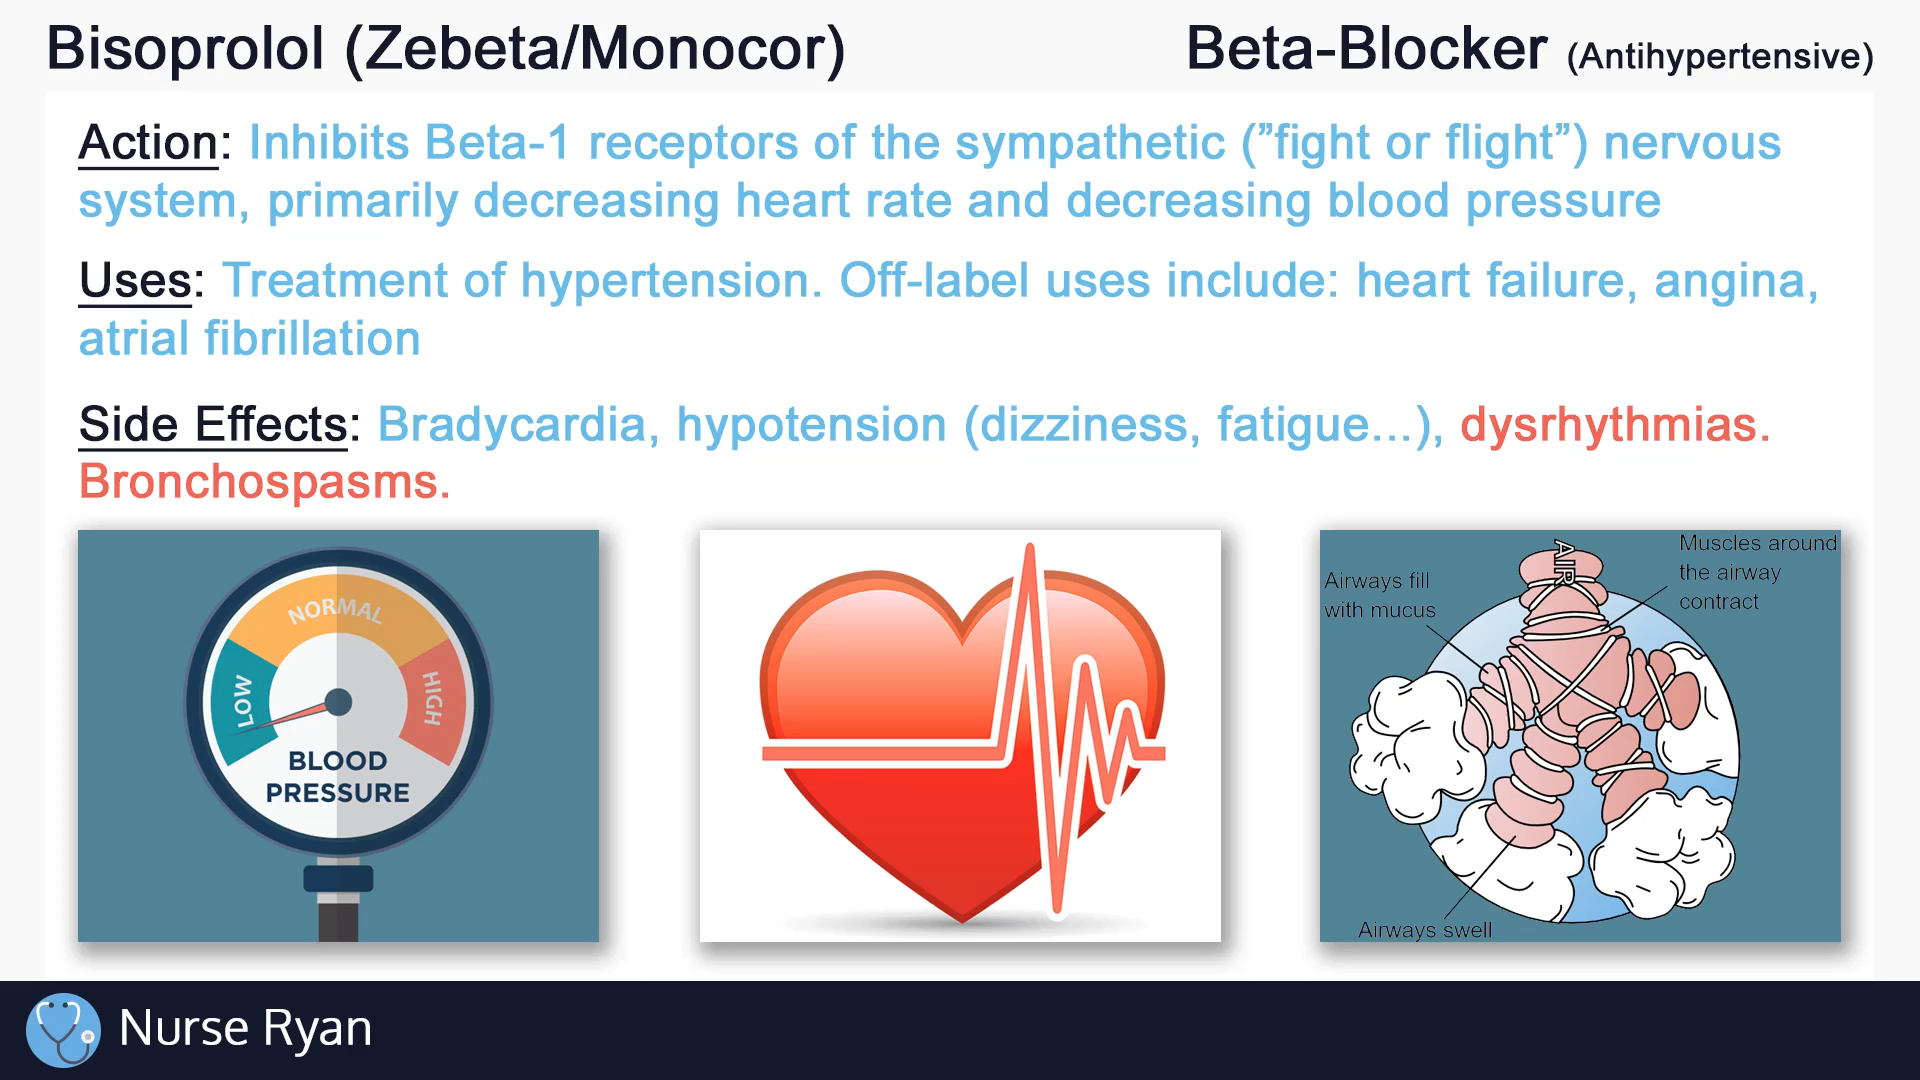 Bisoprolol (Zebeta/Monocor)
Beta-Blocker (Antihypertensive)
Action: Inhibits Beta-1 receptors of the sympathetic (”fight or flight”) nervous
system, primarily decreasing heart rate and decreasing blood pressure
Uses: Treatment of hypertension. Off-label uses include: heart failure, angina,
atrial fibrillation
Side Effects: Bradycardia, hypotension (dizziness, fatigue...), dysrhythmias.
Bronchospasms.
NORMAL
LOW
HIGH
BLOOD
PRESSURE
AIR
Airways fill
with mucus
Muscles around
the airway
contract
Airways swell
Nurse Ryan